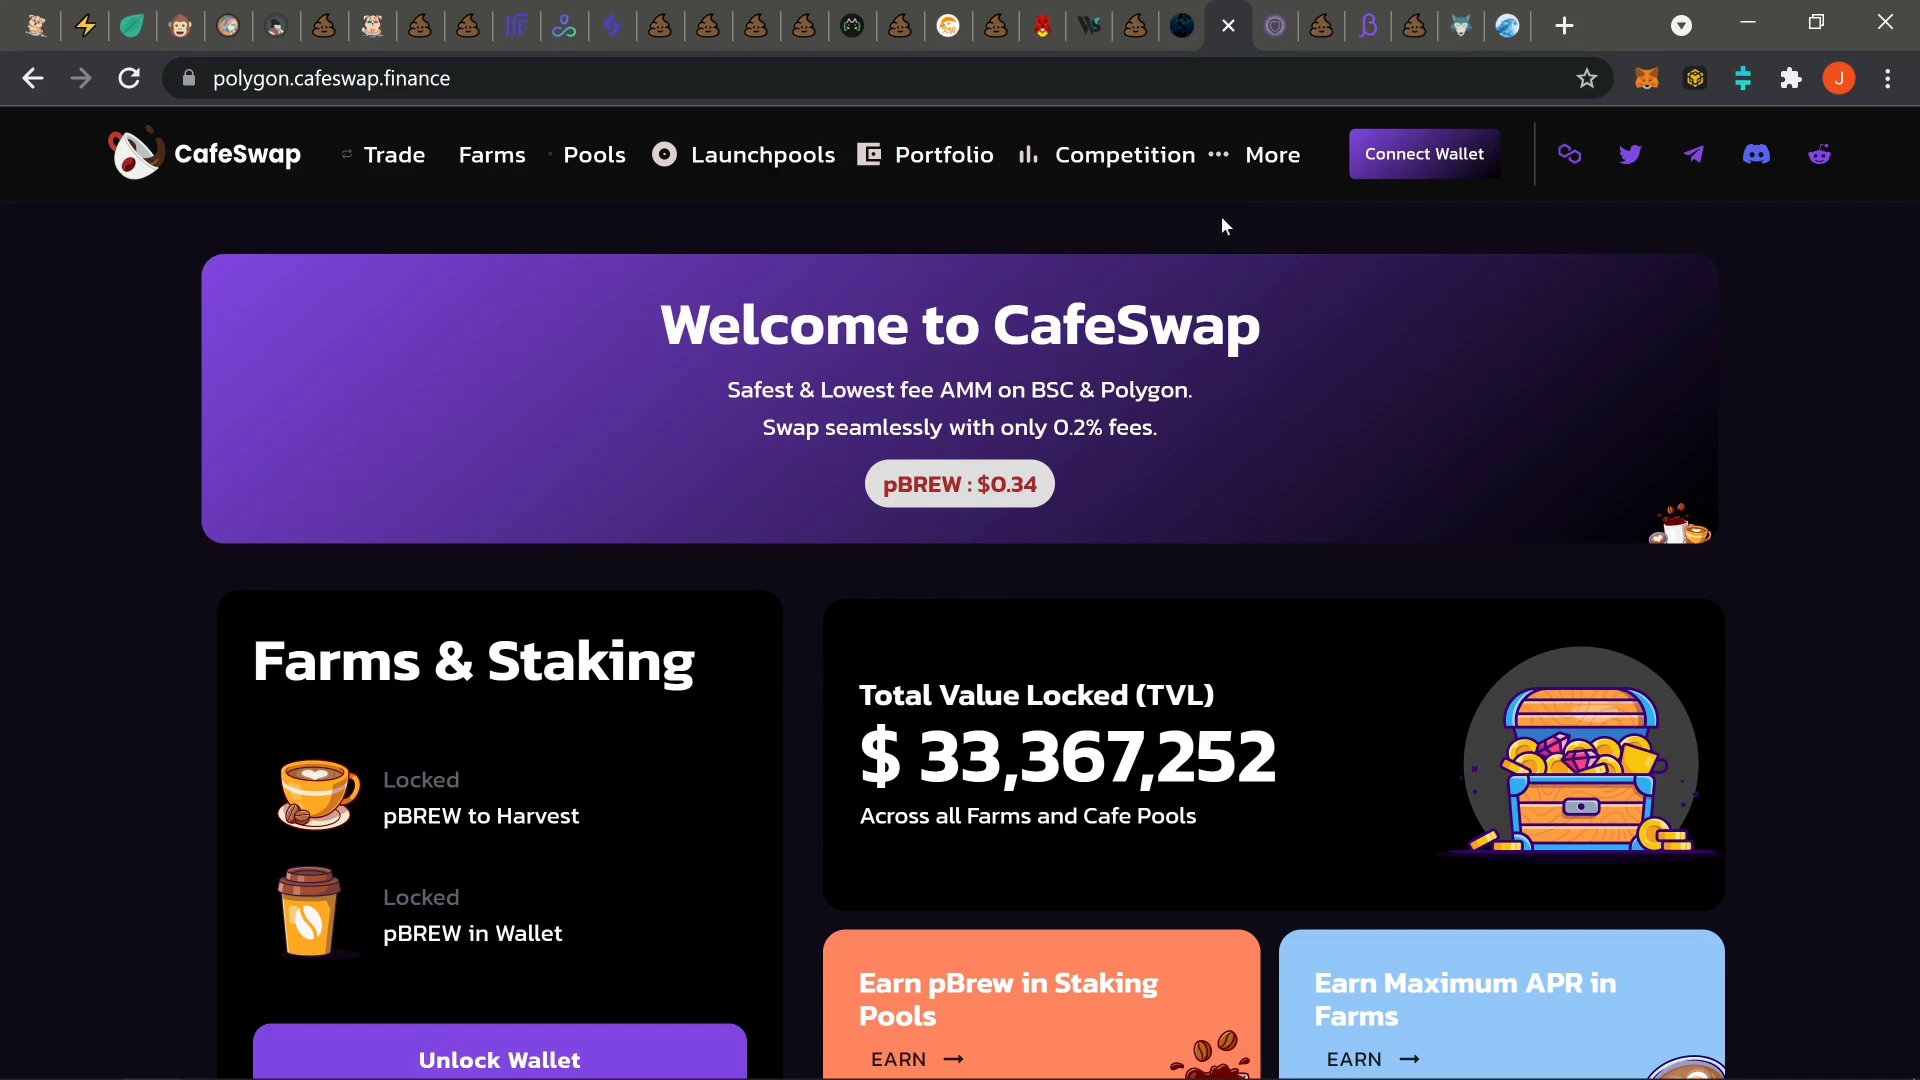 polygon.cafeswap.finance
J
CafeSwap
Trade
Farms
Pools
Launchpools
Portfolio
Competition
More
Connect Wallet
Welcome to CafeSwap
Safest & Lowest fee AMM on BSC & Polygon.
Swap seamlessly with only 0.2% fees.
pBREW : $0.34
Farms & Staking
Locked
pBREW to Harvest
Locked
pBREW in Wallet
Unlock Wallet
Total Value Locked (TVL)
$ 33,367,252
Across all Farms and Cafe Pools
Earn pBrew in Staking
Pools
EARN
Earn Maximum APR in
Farms
EARN